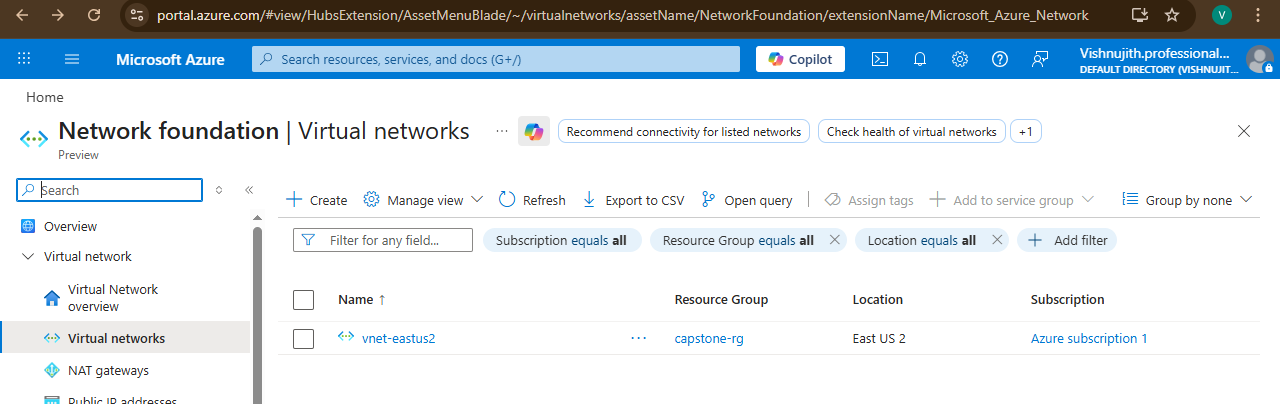 portal.azure.com/#view/HubsExtension/AssetMenuBlade/~/virtualnetworks/assetName/NetworkFoundation/extensionName/Microsoft_Azure_Network
V
Microsoft Azure
Search resources, services, and docs (G+/)
Copilot
Vishnujith.professional...
DEFAULT DIRECTORY (VISHNUJIT...
Home
Network foundation | Virtual networks
...
Recommend connectivity for listed networks
Check health of virtual networks
+1
Preview
Search
Create
Manage view
Refresh
Export to CSV
Open query
Assign tags
Add to service group
Group by none
Overview
Virtual network
Virtual Network
overview
Virtual networks
NAT gateways
Public IP addresses
Filter for any field...
Subscription equals all
Resource Group equals all
Location equals all
Add filter
Name ↑
Resource Group
Location
Subscription
vnet-eastus2
...
capstone-rg
East US 2
Azure subscription 1